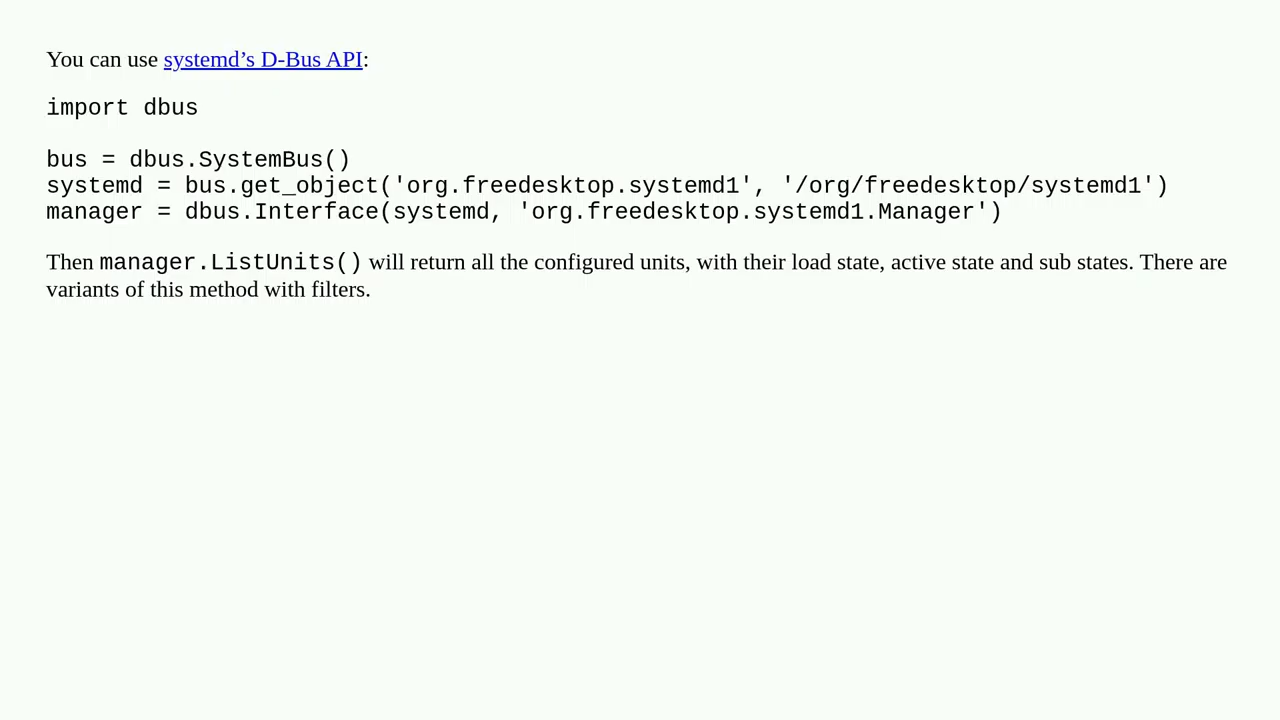 You can use systemd’s D-Bus API:
import dbus
bus = dbus.SystemBus()
systemd = bus.get_object('org.freedesktop.systemd1', '/org/freedesktop/systemd1')
manager = dbus.Interface(systemd, 'org.freedesktop.systemd1.Manager')
Then manager.ListUnits() will return all the configured units, with their load state, active state and sub states. There are
variants of this method with filters.